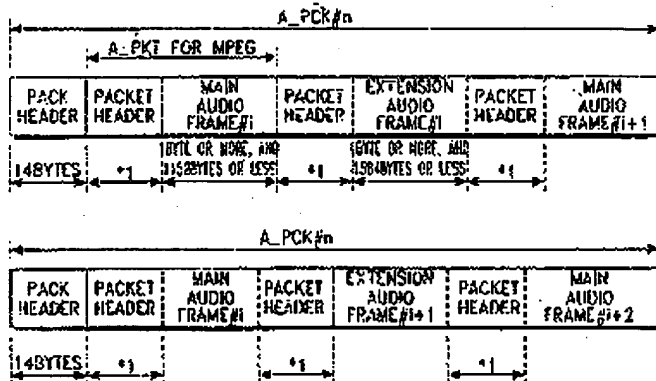 A_PCK#n
A_PKT FOR MPEG
PACK HEADER
PACKET HEADER
MAIN AUDIO FRAME#i
PACKET HEADER
EXTENSION AUDIO FRAME#i
PACKET HEADER
MAIN AUDIO FRAME#i+1
14BYTES
*1
1BYTE OR MORE, AND BYTES OR LESS
*1
BYTE OR MORE, AND BYTES OR LESS
*1
A_PCK#n
PACK HEADER
PACKET HEADER
MAIN AUDIO FRAME#i
PACKET HEADER
EXTENSION AUDIO FRAME#i+1
PACKET HEADER
MAIN AUDIO FRAME#i+2
14BYTES
*1
*1
*1